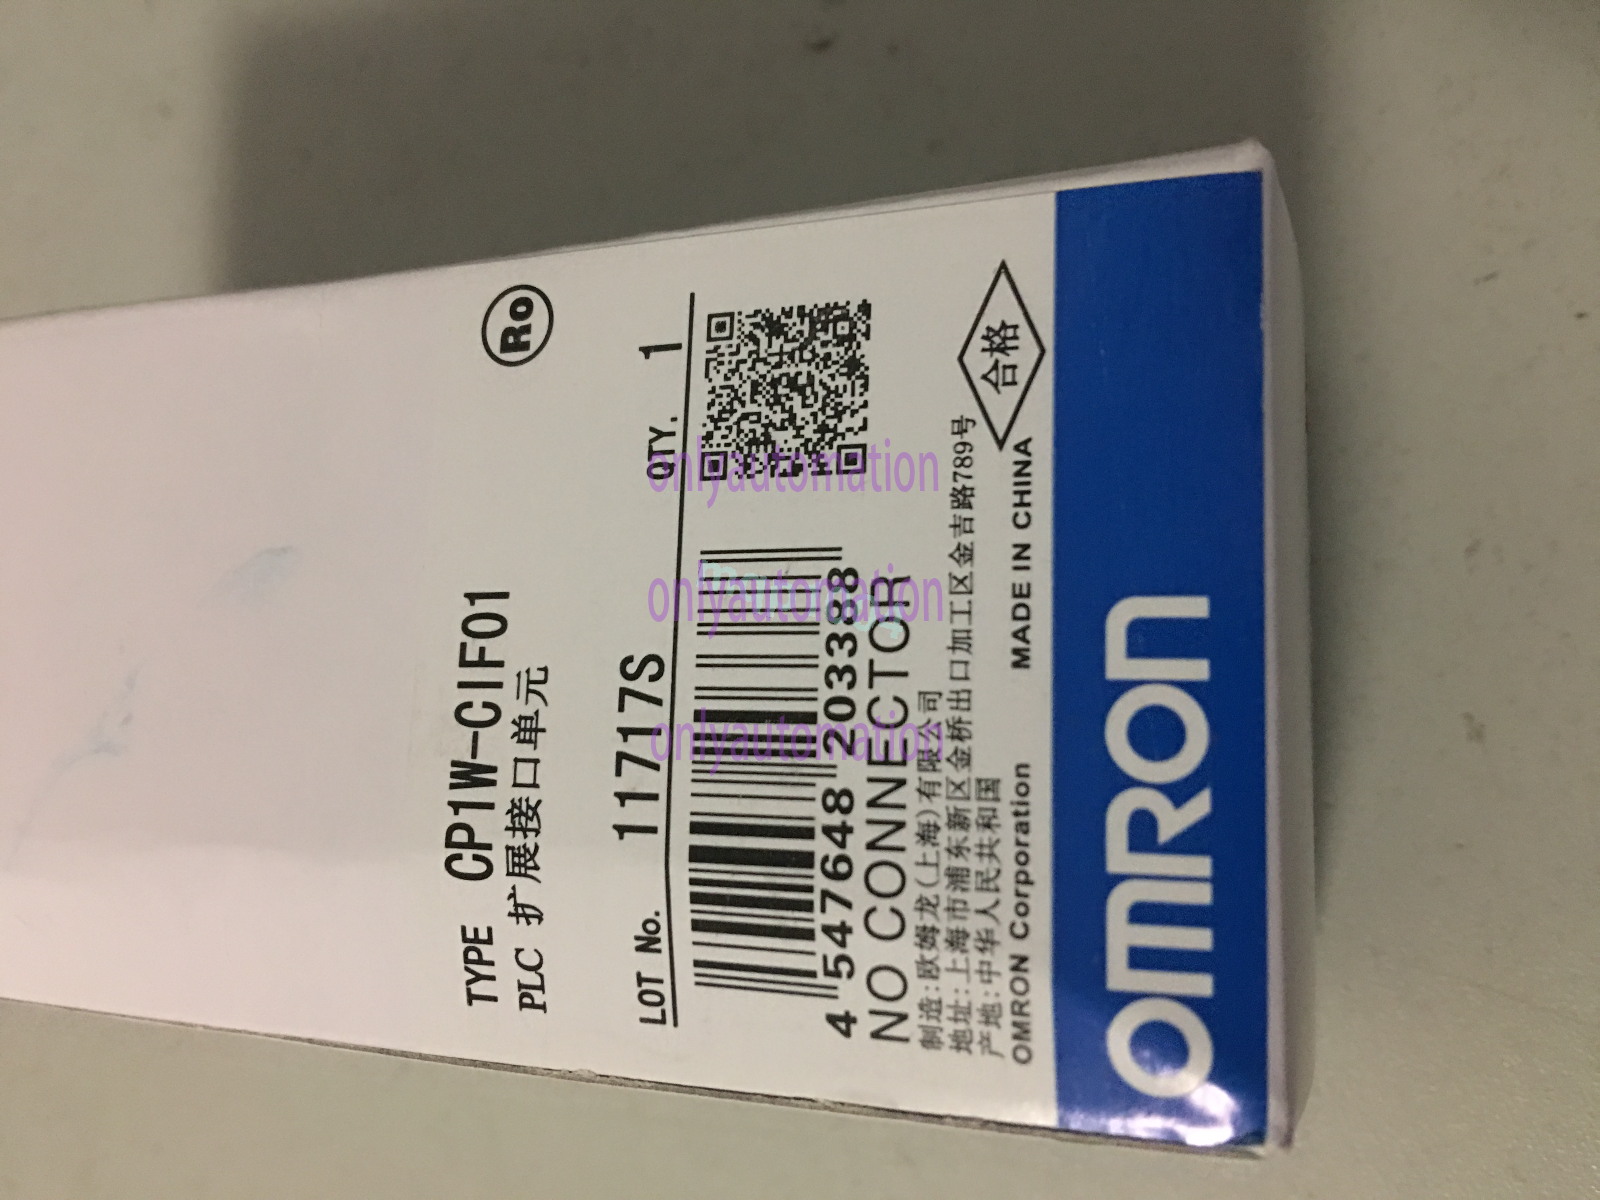 Ro
TYPE CP1W-CIF01
PLC 扩展接口单元
LOT No. 11717S QTY. 1
4 547648 203388
NO CONNECTOR
制造:欧姆龙(上海)有限公司
地址:上海市浦东新区金桥出口加工区金吉路789号
产地:中华人民共和国
OMRON Corporation MADE IN CHINA
合格
OMRON
onlyautomation
onlyautomation
onlyautomation